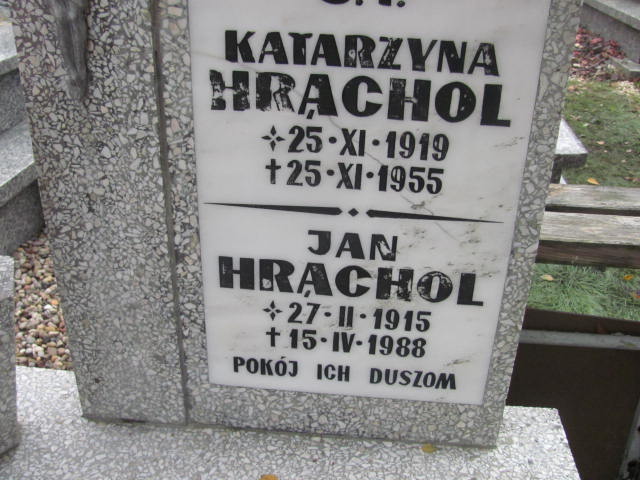 Ś.P.
KATARZYNA
HRĄCHOL
25·XI·1919
†25·XI·1955
JAN
HRĄCHOL
27·II·1915
†15·IV·1988
POKÓJ ICH DUSZOM